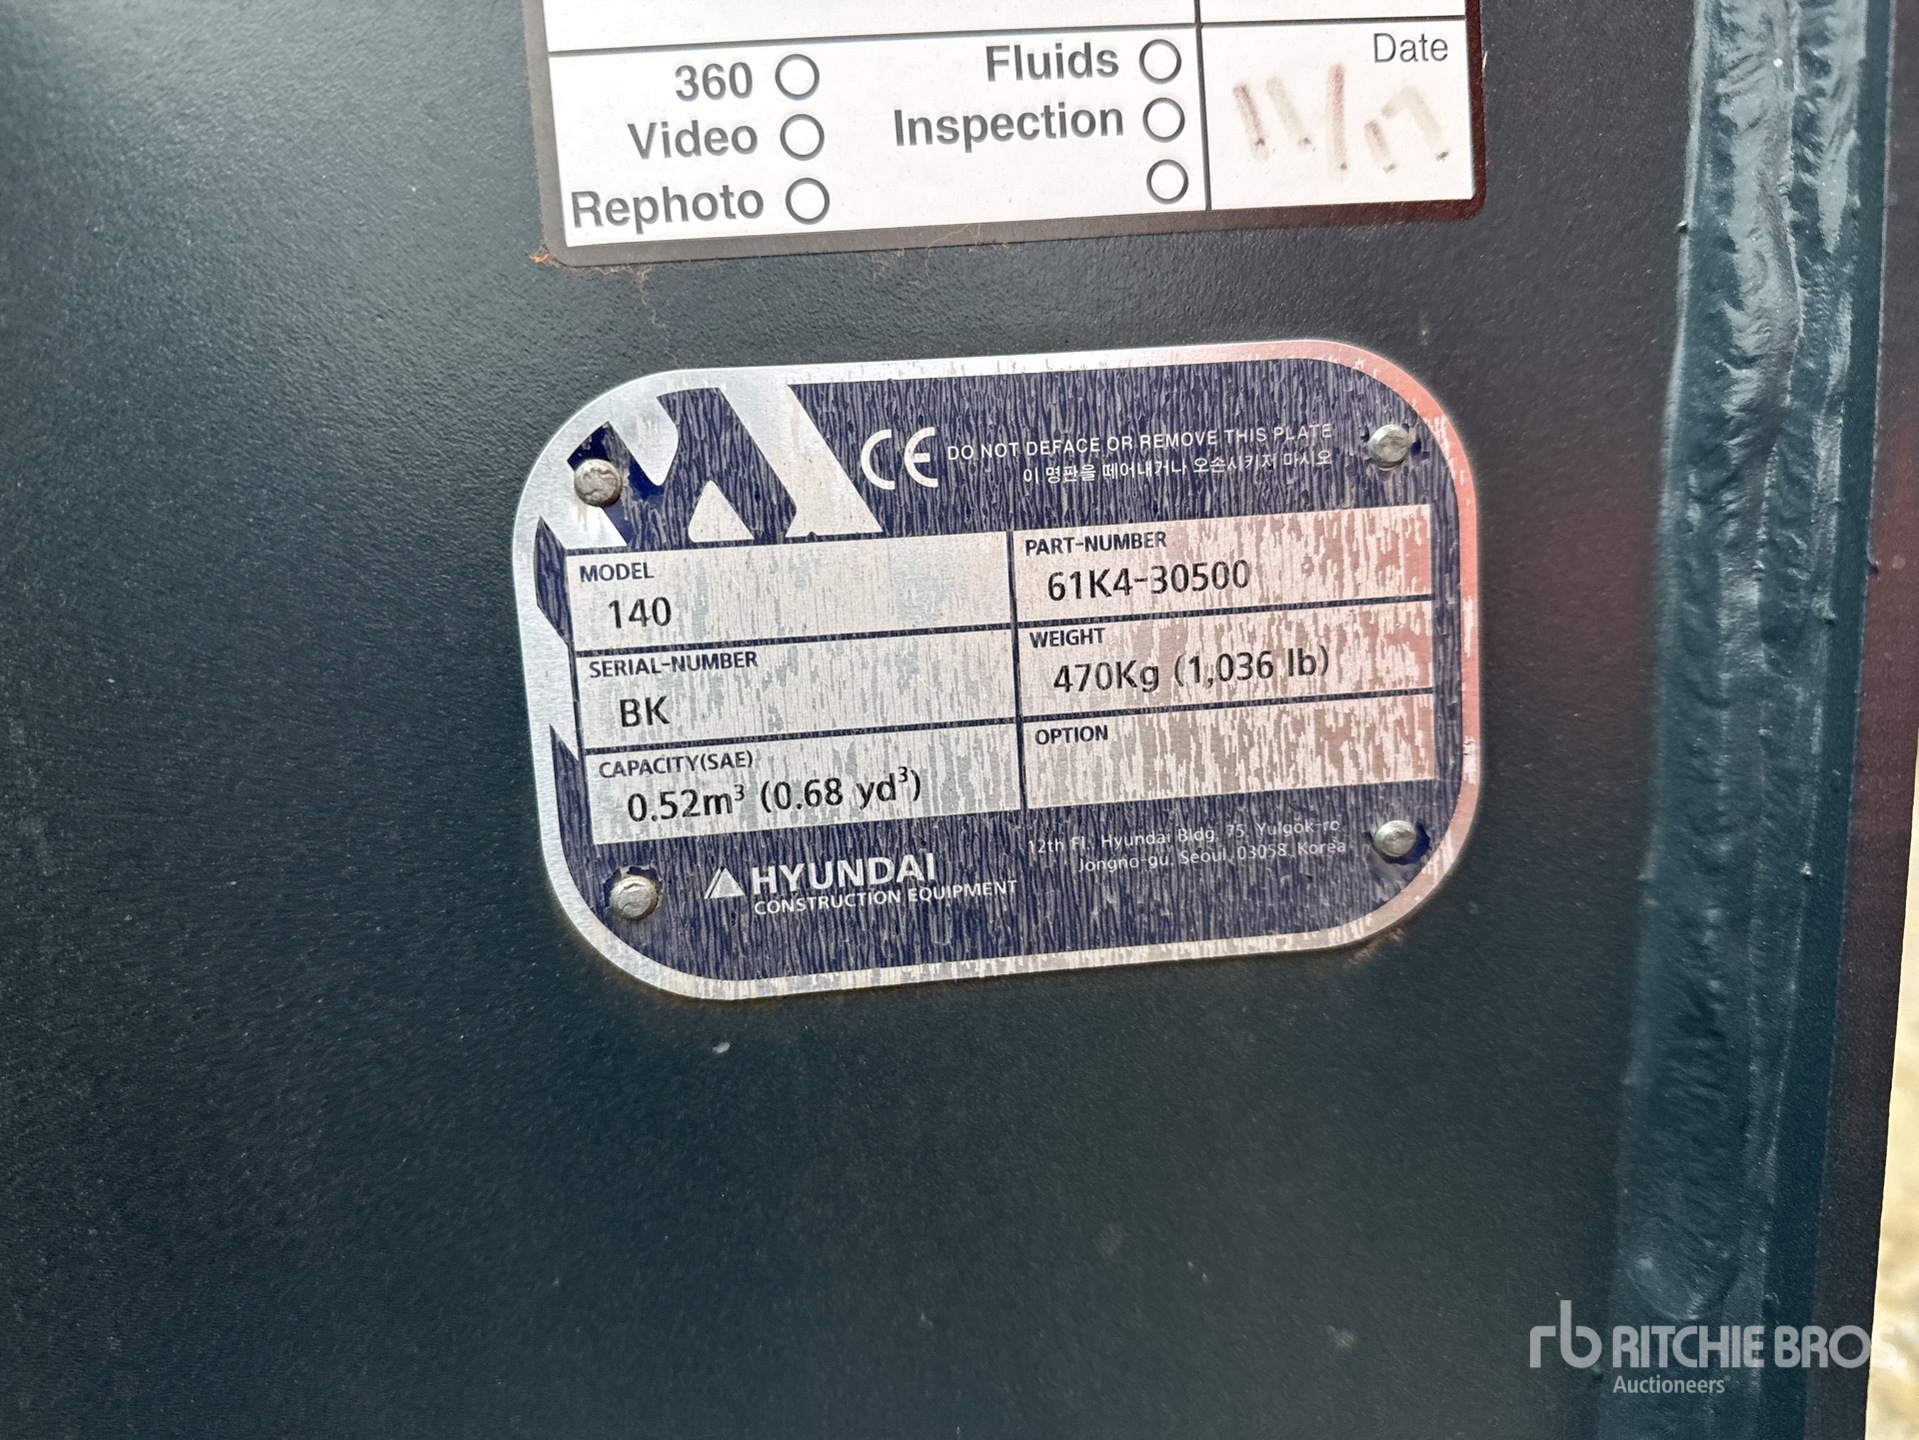 360
Video
Rephoto
Fluids
Inspection
Date
11/17
CE DO NOT DEFACE OR REMOVE THIS PLATE
이 명판을 떼어내거나 오손시키지 마시오
MODEL
140
PART-NUMBER
61K4-30500
SERIAL-NUMBER
BK
WEIGHT
470Kg (1,036 lb)
CAPACITY(SAE)
0.52m³ (0.68 yd³)
OPTION
HYUNDAI
CONSTRUCTION EQUIPMENT
12th Fl., Hyundai Bldg. 75, Yulgok-ro,
Jongno-gu, Seoul, 03058, Korea
rb RITCHIE BROS.
Auctioneers